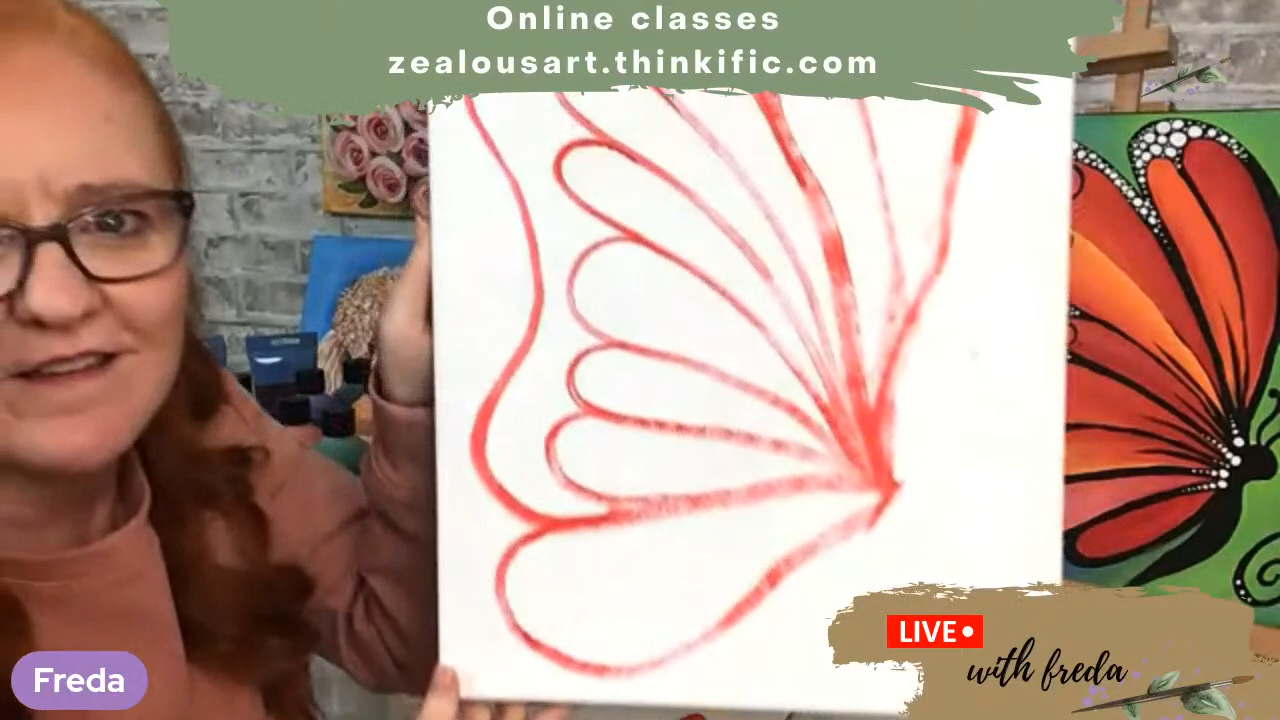 Online classes
zealousart.thinkific.com
LIVE
with freda
Freda